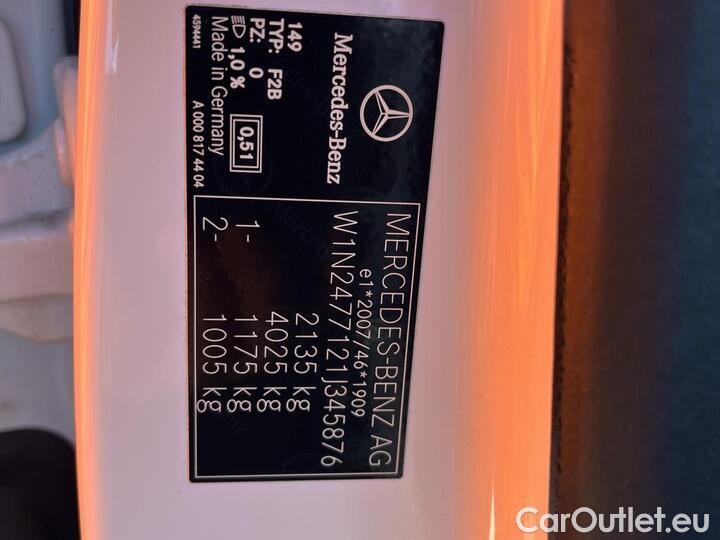 Mercedes-Benz
149
TYP: F2B
PZ: 0
1,0 %
0,51
Made in Germany
4594441
A 000 817 44 04
MERCEDES-BENZ AG
e1*2007/46*1909
W1N2477121J345876
2135 kg
4025 kg
1- 1175 kg
2- 1005 kg
CarOutlet.eu